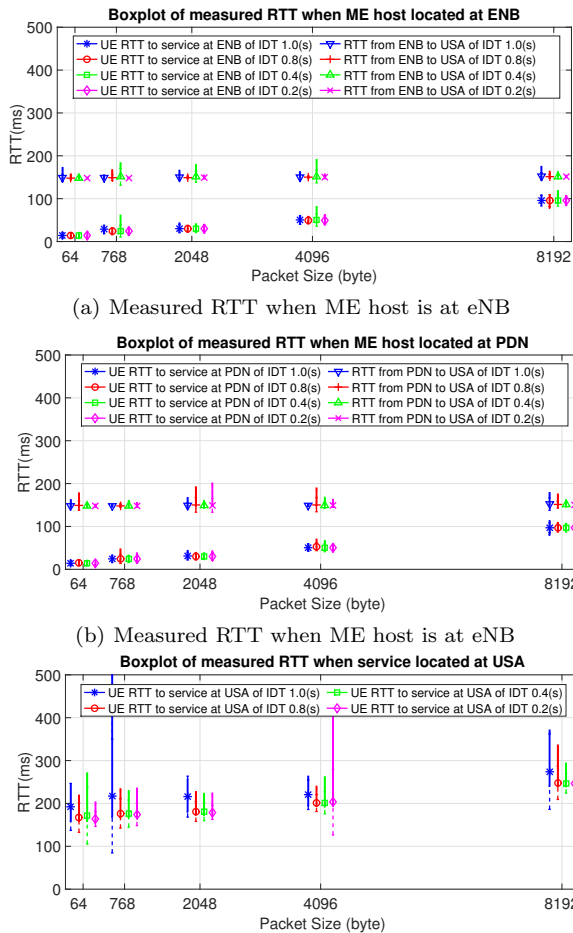 Boxplot of measured RTT when ME host located at ENB
500
UE RTT to service at ENB of IDT 1.0(s)
RTT from ENB to USA of IDT 1.0(s)
UE RTT to service at ENB of IDT 0.8(s)
RTT from ENB to USA of IDT 0.8(s)
UE RTT to service at ENB of IDT 0.4(s)
RTT from ENB to USA of IDT 0.4(s)
UE RTT to service at ENB of IDT 0.2(s)
RTT from ENB to USA of IDT 0.2(s)
400
300
200
100
0
RTT(ms)
64 768 2048 4096 8192
Packet Size (byte)
(a) Measured RTT when ME host is at eNB
Boxplot of measured RTT when ME host located at PDN
500
UE RTT to service at PDN of IDT 1.0(s)
RTT from PDN to USA of IDT 1.0(s)
UE RTT to service at PDN of IDT 0.8(s)
RTT from PDN to USA of IDT 0.8(s)
UE RTT to service at PDN of IDT 0.4(s)
RTT from PDN to USA of IDT 0.4(s)
UE RTT to service at PDN of IDT 0.2(s)
RTT from PDN to USA of IDT 0.2(s)
400
300
200
100
0
RTT(ms)
64 768 2048 4096 8192
Packet Size (byte)
(b) Measured RTT when ME host is at eNB
Boxplot of measured RTT when service located at USA
500
UE RTT to service at USA of IDT 1.0(s)
UE RTT to service at USA of IDT 0.4(s)
UE RTT to service at USA of IDT 0.8(s)
UE RTT to service at USA of IDT 0.2(s)
400
300
200
100
0
RTT(ms)
64 768 2048 4096 8192
Packet Size (byte)